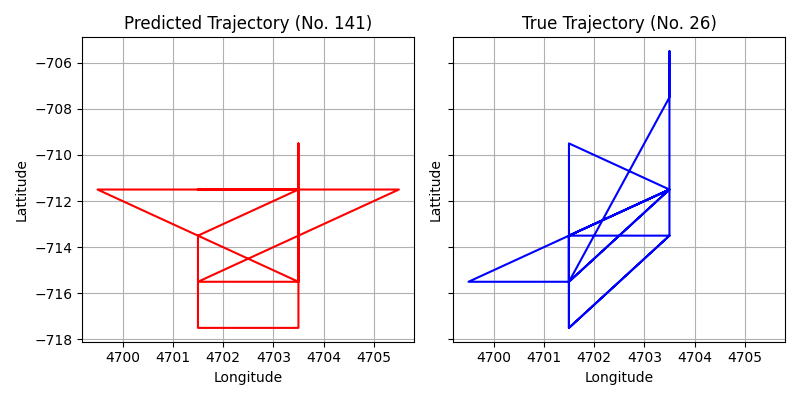 Predicted Trajectory (No. 141)
True Trajectory (No. 26)
Lattitude
−706
−708
−710
−712
−714
−716
−718
4700 4701 4702 4703 4704 4705
Longitude
Lattitude
4700 4701 4702 4703 4704 4705
Longitude